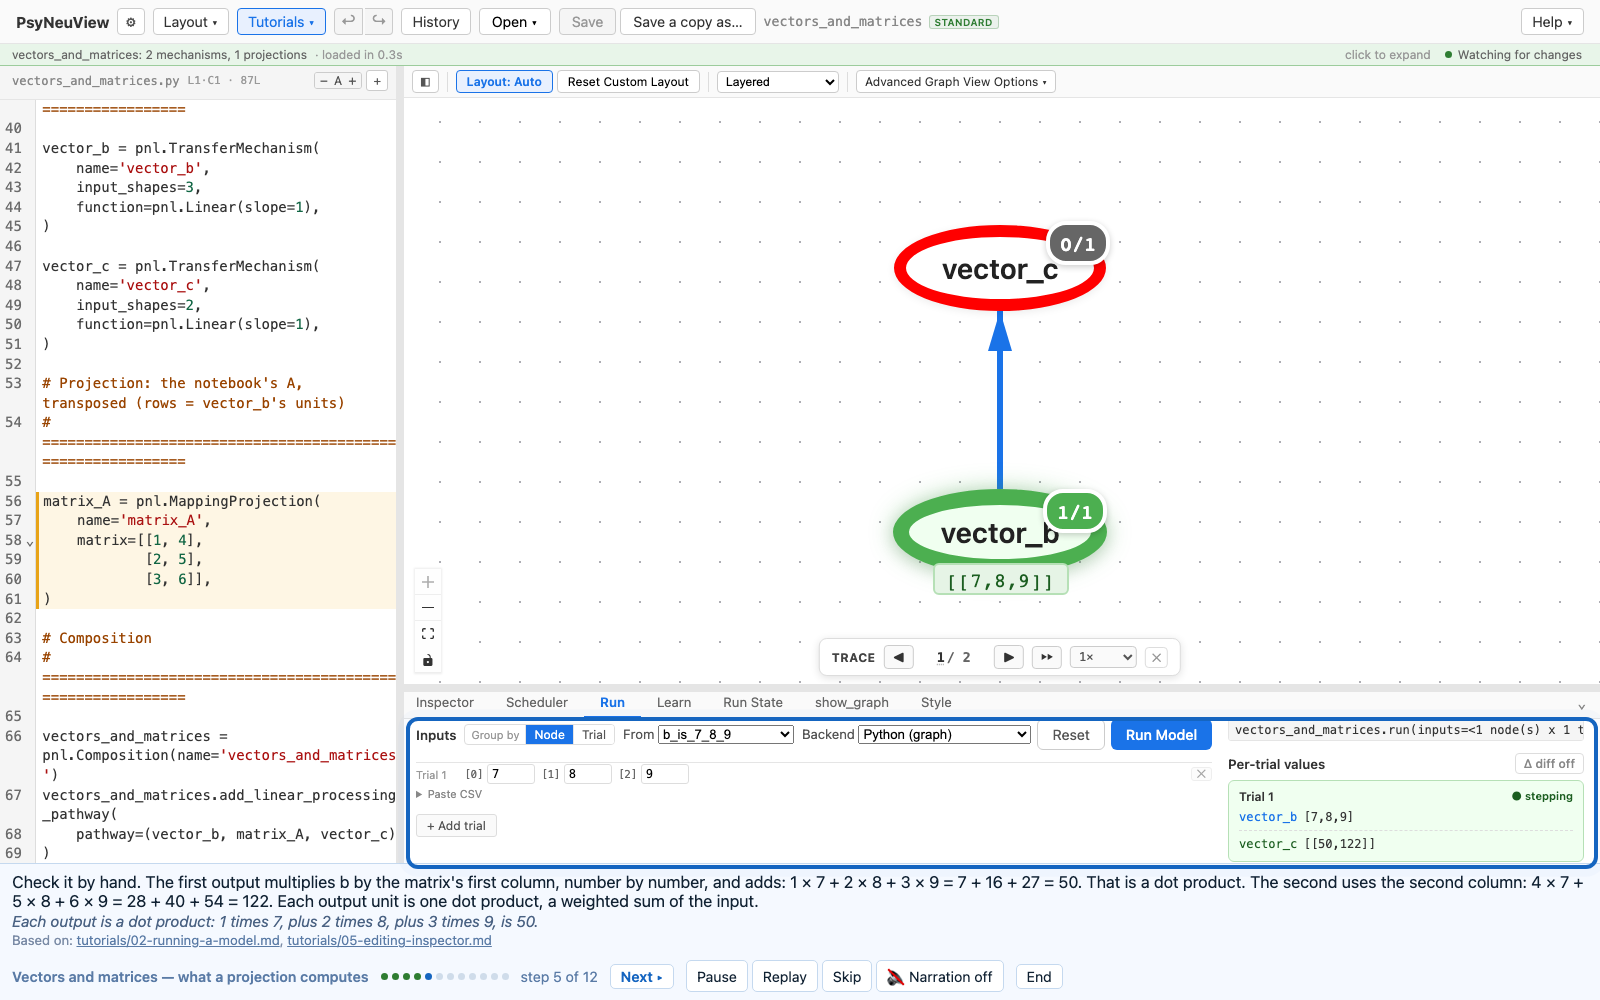 PsyNeuView ⚙ Layout ▾ Tutorials ▾ ↩ ↪ History Open ▾ Save Save a copy as... vectors_and_matrices STANDARD Help ▾
vectors_and_matrices: 2 mechanisms, 1 projections · loaded in 0.3s click to expand ● Watching for changes
vectors_and_matrices.py L1·C1 · 87L − A + +
Layout: Auto Reset Custom Layout Layered Advanced Graph View Options ▾
=================
40
41 vector_b = pnl.TransferMechanism(
42 name='vector_b',
43 input_shapes=3,
44 function=pnl.Linear(slope=1),
45 )
46
47 vector_c = pnl.TransferMechanism(
48 name='vector_c',
49 input_shapes=2,
50 function=pnl.Linear(slope=1),
51 )
52
53 # Projection: the notebook's A,
transposed (rows = vector_b's units)
54 #
==========================================
=================
55
56 matrix_A = pnl.MappingProjection(
57 name='matrix_A',
58 matrix=[[1, 4],
59 [2, 5],
60 [3, 6]],
61 )
62
63 # Composition
64 #
==========================================
=================
65
66 vectors_and_matrices =
pnl.Composition(name='vectors_and_matrices
')
67 vectors_and_matrices.add_linear_processing
_pathway(
68 pathway=(vector_b, matrix_A, vector_c)
69 )
0/1
vector_c
1/1
vector_b
[[7,8,9]]
TRACE ◀ 1 / 2 ▶ ▸▸ 1× ×
Inspector Scheduler Run Learn Run State show_graph Style
Inputs Group by Node Trial From b_is_7_8_9 Backend Python (graph) Reset Run Model
Trial 1 [0] 7 [1] 8 [2] 9 ×
▸ Paste CSV
+ Add trial
vectors_and_matrices.run(inputs=<1 node(s) x 1 t
Per-trial values Δ diff off
Trial 1 ● stepping
vector_b [7,8,9]
vector_c [[50,122]]
Check it by hand. The first output multiplies b by the matrix's first column, number by number, and adds: 1 × 7 + 2 × 8 + 3 × 9 = 7 + 16 + 27 = 50. That is a dot product. The second uses the second column: 4 × 7 +
5 × 8 + 6 × 9 = 28 + 40 + 54 = 122. Each output unit is one dot product, a weighted sum of the input.
Each output is a dot product: 1 times 7, plus 2 times 8, plus 3 times 9, is 50.
Based on: tutorials/02-running-a-model.md, tutorials/05-editing-inspector.md
Vectors and matrices — what a projection computes step 5 of 12 Next ▸ Pause Replay Skip Narration off End